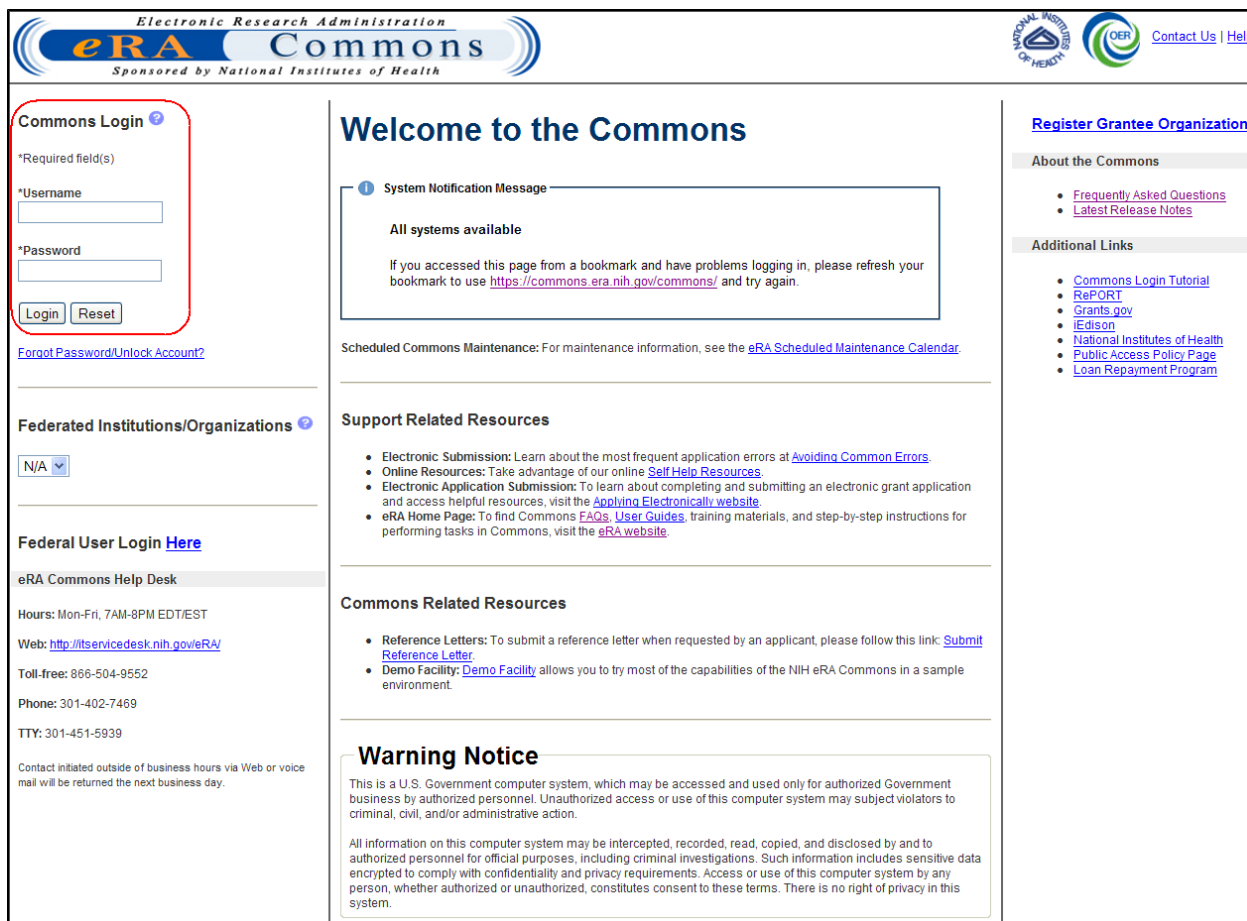 Electronic Research Administration
eRA Commons
Sponsored by National Institutes of Health
NATIONAL INSTITUTES OF HEALTH
OER
Contact Us | Hel
Commons Login ?
*Required field(s)
*Username
*Password
Login Reset
Forgot Password/Unlock Account?
Federated Institutions/Organizations ?
N/A
Federal User Login Here
eRA Commons Help Desk
Hours: Mon-Fri, 7AM-8PM EDT/EST
Web: http://itservicedesk.nih.gov/eRA/
Toll-free: 866-504-9552
Phone: 301-402-7469
TTY: 301-451-5939
Contact initiated outside of business hours via Web or voice
mail will be returned the next business day.
Welcome to the Commons
i System Notification Message
All systems available
If you accessed this page from a bookmark and have problems logging in, please refresh your
bookmark to use https://commons.era.nih.gov/commons/ and try again.
Scheduled Commons Maintenance: For maintenance information, see the eRA Scheduled Maintenance Calendar.
Support Related Resources
• Electronic Submission: Learn about the most frequent application errors at Avoiding Common Errors.
• Online Resources: Take advantage of our online Self Help Resources.
• Electronic Application Submission: To learn about completing and submitting an electronic grant application
and access helpful resources, visit the Applying Electronically website.
• eRA Home Page: To find Commons FAQs, User Guides, training materials, and step-by-step instructions for
performing tasks in Commons, visit the eRA website.
Commons Related Resources
• Reference Letters: To submit a reference letter when requested by an applicant, please follow this link: Submit
Reference Letter.
• Demo Facility: Demo Facility allows you to try most of the capabilities of the NIH eRA Commons in a sample
environment.
Warning Notice
This is a U.S. Government computer system, which may be accessed and used only for authorized Government
business by authorized personnel. Unauthorized access or use of this computer system may subject violators to
criminal, civil, and/or administrative action.
All information on this computer system may be intercepted, recorded, read, copied, and disclosed by and to
authorized personnel for official purposes, including criminal investigations. Such information includes sensitive data
encrypted to comply with confidentiality and privacy requirements. Access or use of this computer system by any
person, whether authorized or unauthorized, constitutes consent to these terms. There is no right of privacy in this
system.
Register Grantee Organization
About the Commons
• Frequently Asked Questions
• Latest Release Notes
Additional Links
• Commons Login Tutorial
• RePORT
• Grants.gov
• iEdison
• National Institutes of Health
• Public Access Policy Page
• Loan Repayment Program